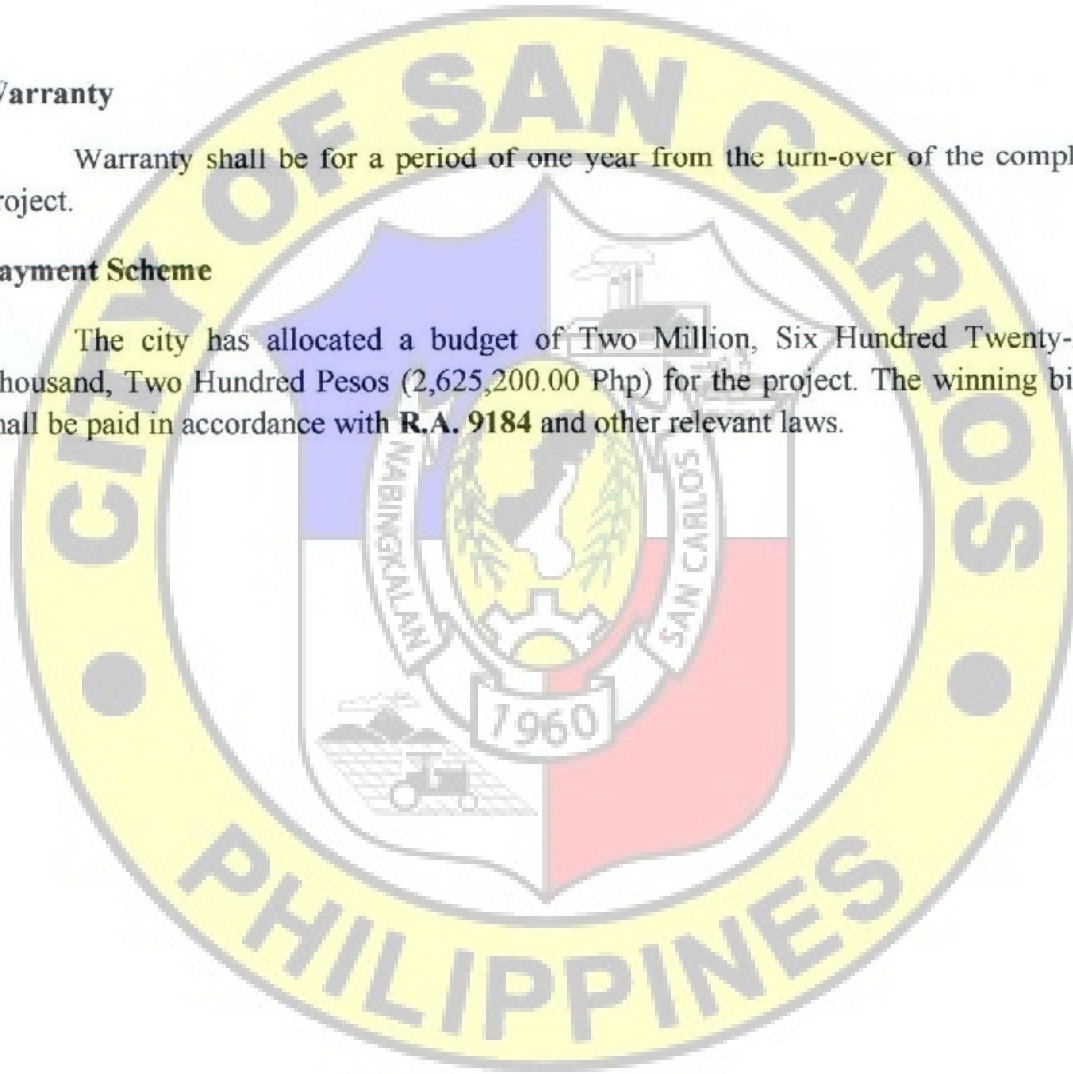 Warranty
Warranty shall be for a period of one year from the turn-over of the compl
roject.
ayment Scheme
The city has allocated a budget of Two Million, Six Hundred Twenty-
housand, Two Hundred Pesos (2,625,200.00 Php) for the project. The winning bi
hall be paid in accordance with R.A. 9184 and other relevant laws.
CITY OF SAN CARLOS
NABINGKALAN
SAN CARLOS
1960
PHILIPPINES